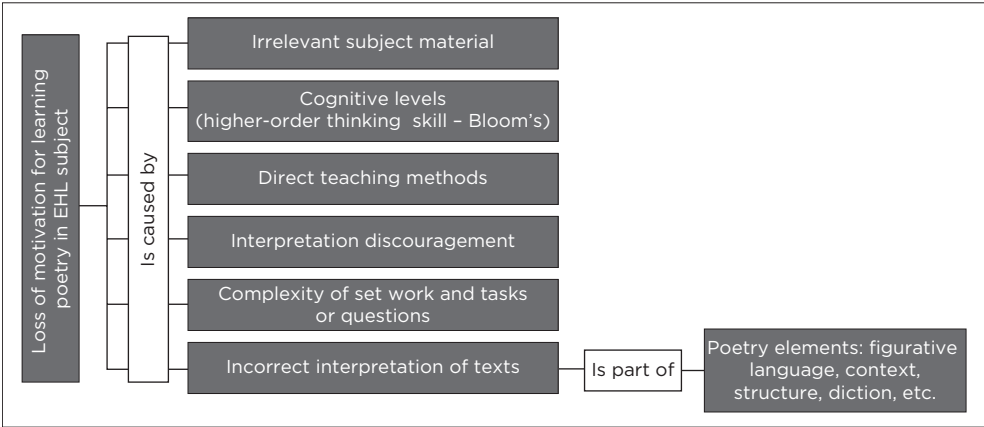 Loss of motivation for learning
poetry in EHL subject
Is caused by
Irrelevant subject material
Cognitive levels
(higher-order thinking skill – Bloom's)
Direct teaching methods
Interpretation discouragement
Complexity of set work and tasks
or questions
Incorrect interpretation of texts
Is part of
Poetry elements: figurative
language, context,
structure, diction, etc.